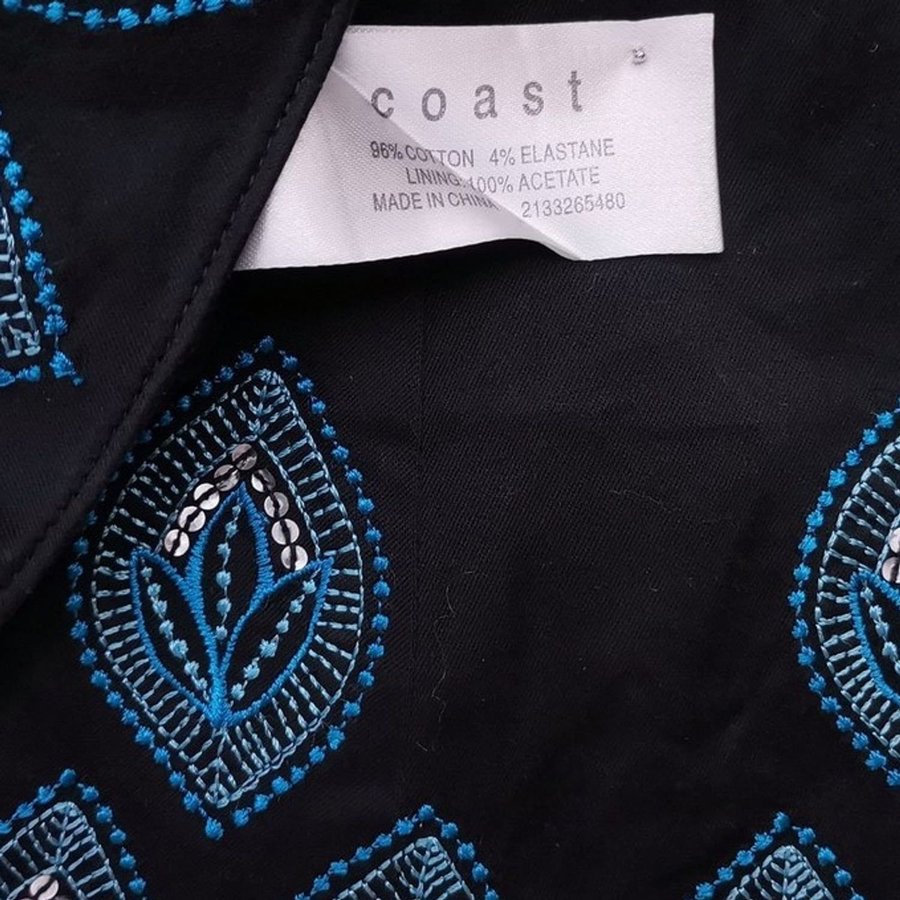 coast
96% COTTON 4% ELASTANE
LINING: 100% ACETATE
MADE IN CHINA 2133265480